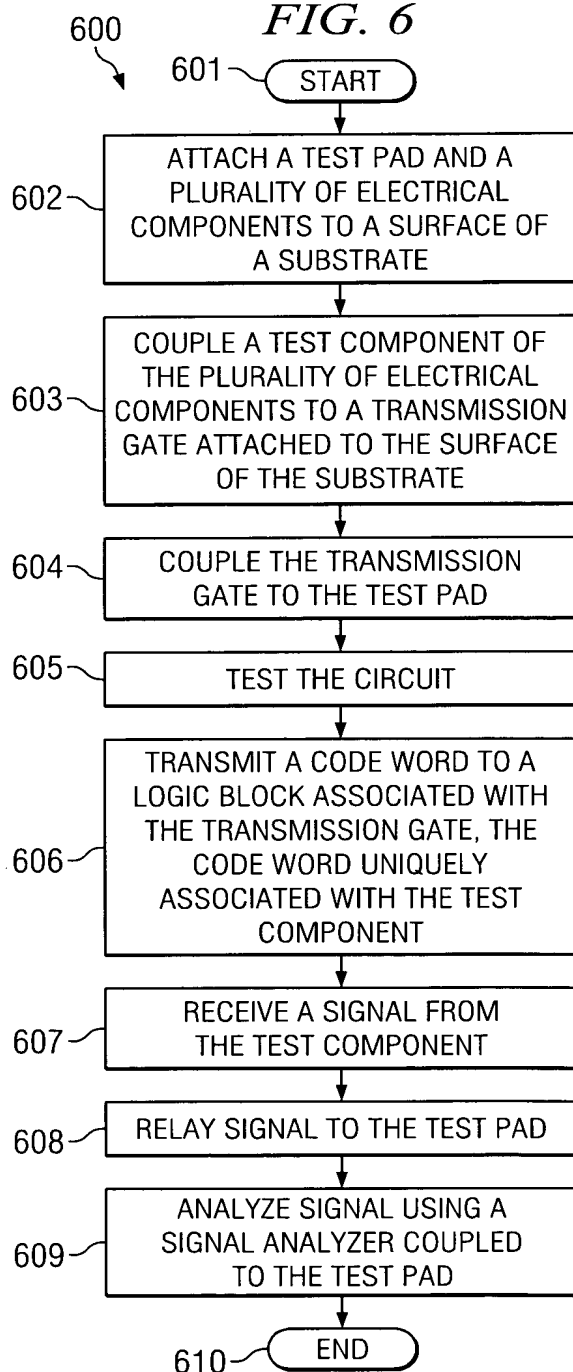 FIG. 6
600
601
START
602
ATTACH A TEST PAD AND A
PLURALITY OF ELECTRICAL
COMPONENTS TO A SURFACE OF
A SUBSTRATE
603
COUPLE A TEST COMPONENT OF
THE PLURALITY OF ELECTRICAL
COMPONENTS TO A TRANSMISSION
GATE ATTACHED TO THE SURFACE
OF THE SUBSTRATE
604
COUPLE THE TRANSMISSION
GATE TO THE TEST PAD
605
TEST THE CIRCUIT
606
TRANSMIT A CODE WORD TO A
LOGIC BLOCK ASSOCIATED WITH
THE TRANSMISSION GATE, THE
CODE WORD UNIQUELY
ASSOCIATED WITH THE TEST
COMPONENT
607
RECEIVE A SIGNAL FROM
THE TEST COMPONENT
608
RELAY SIGNAL TO THE TEST PAD
609
ANALYZE SIGNAL USING A
SIGNAL ANALYZER COUPLED
TO THE TEST PAD
610
END